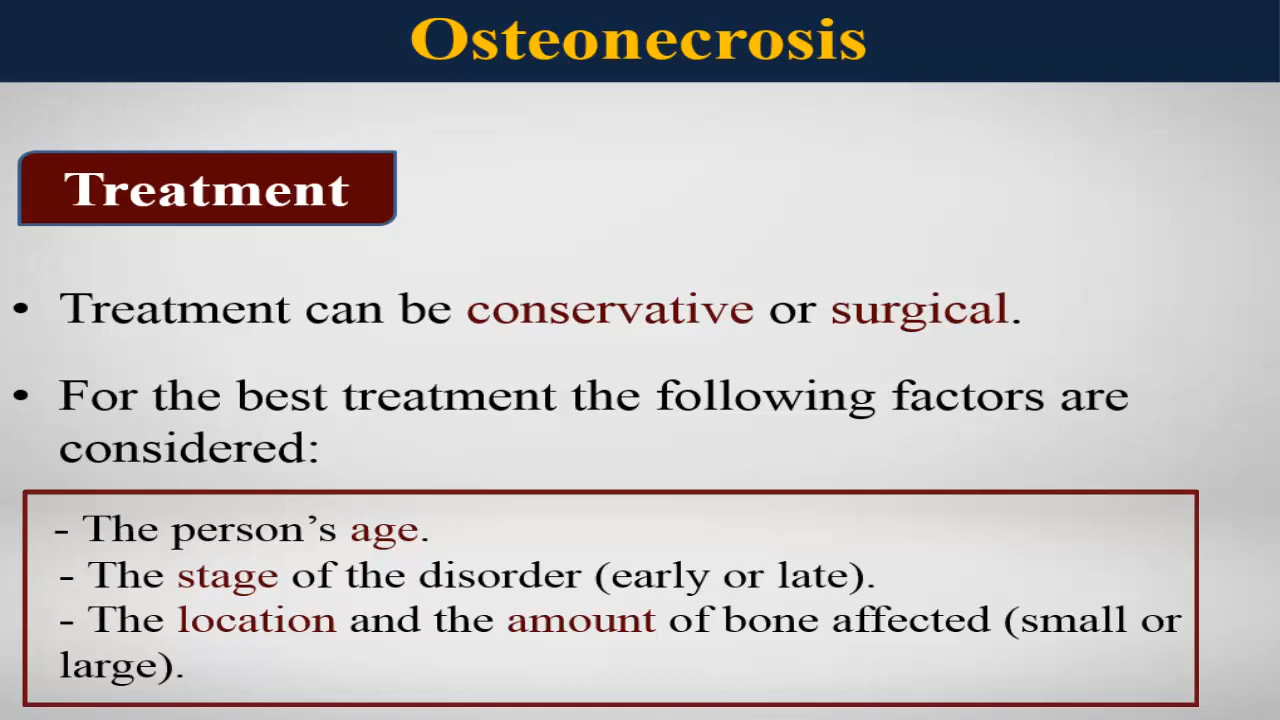 Osteonecrosis
Treatment
• Treatment can be conservative or surgical.
• For the best treatment the following factors are
considered:
- The person’s age.
- The stage of the disorder (early or late).
- The location and the amount of bone affected (small or
large).